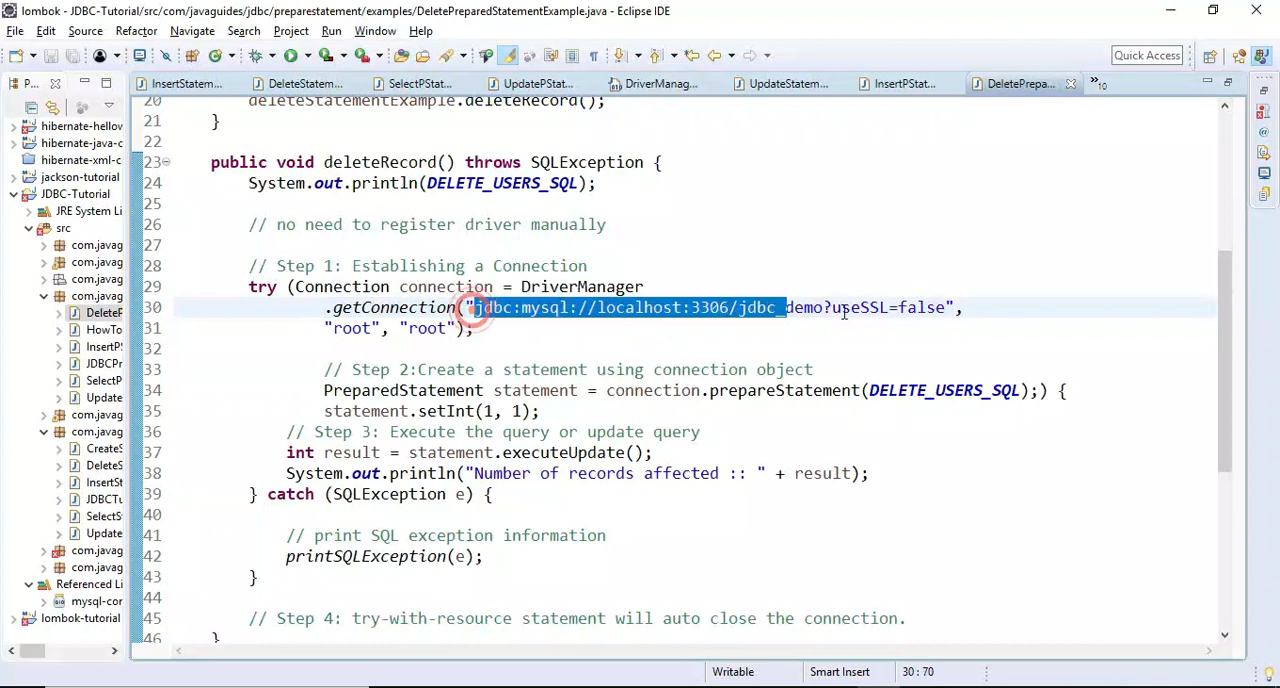 lombok - JDBC-Tutorial/src/com/javaguides/jdbc/preparestatement/examples/DeletePreparedStatementExample.java - Eclipse IDE
File Edit Source Refactor Navigate Search Project Run Window Help
Quick Access
P...
InsertStatem... DeleteStatem... SelectPStat... UpdatePStat... DriverManag... UpdateStatem... InsertPStat... DeletePrepa... »10
hibernate-hellow
hibernate-java-c
hibernate-xml-c
jackson-tutorial
JDBC-Tutorial
JRE System Li
src
com.javag
com.javag
com.javag
com.javag
DeleteP
HowTo
InsertP
JDBCPr
SelectP
Update
com.javag
com.javag
CreateS
DeleteS
InsertSt
JDBCTu
SelectSt
Update
com.javag
com.javag
Referenced Li
mysql-cor
lombok-tutorial
20 deleteStatementExample.deleteRecord();
21 }
22
23 public void deleteRecord() throws SQLException {
24 System.out.println(DELETE_USERS_SQL);
25
26 // no need to register driver manually
27
28 // Step 1: Establishing a Connection
29 try (Connection connection = DriverManager
30 .getConnection("jdbc:mysql://localhost:3306/jdbc_demo?useSSL=false",
31 "root", "root");
32
33 // Step 2:Create a statement using connection object
34 PreparedStatement statement = connection.prepareStatement(DELETE_USERS_SQL);) {
35 statement.setInt(1, 1);
36 // Step 3: Execute the query or update query
37 int result = statement.executeUpdate();
38 System.out.println("Number of records affected :: " + result);
39 } catch (SQLException e) {
40
41 // print SQL exception information
42 printSQLException(e);
43 }
44
45 // Step 4: try-with-resource statement will auto close the connection.
46 }
Writable Smart Insert 30 : 70